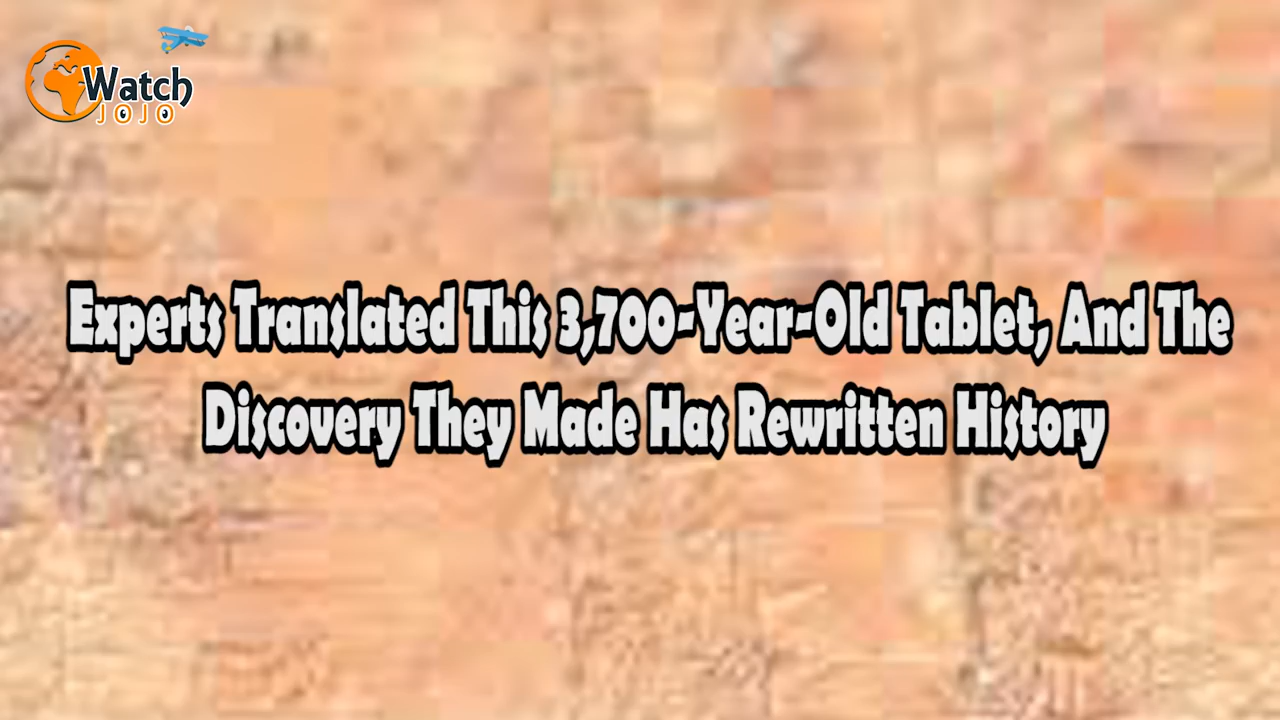 Watch
JOJO
Experts Translated This 3,700-Year-Old Tablet, And The
Discovery They Made Has Rewritten History